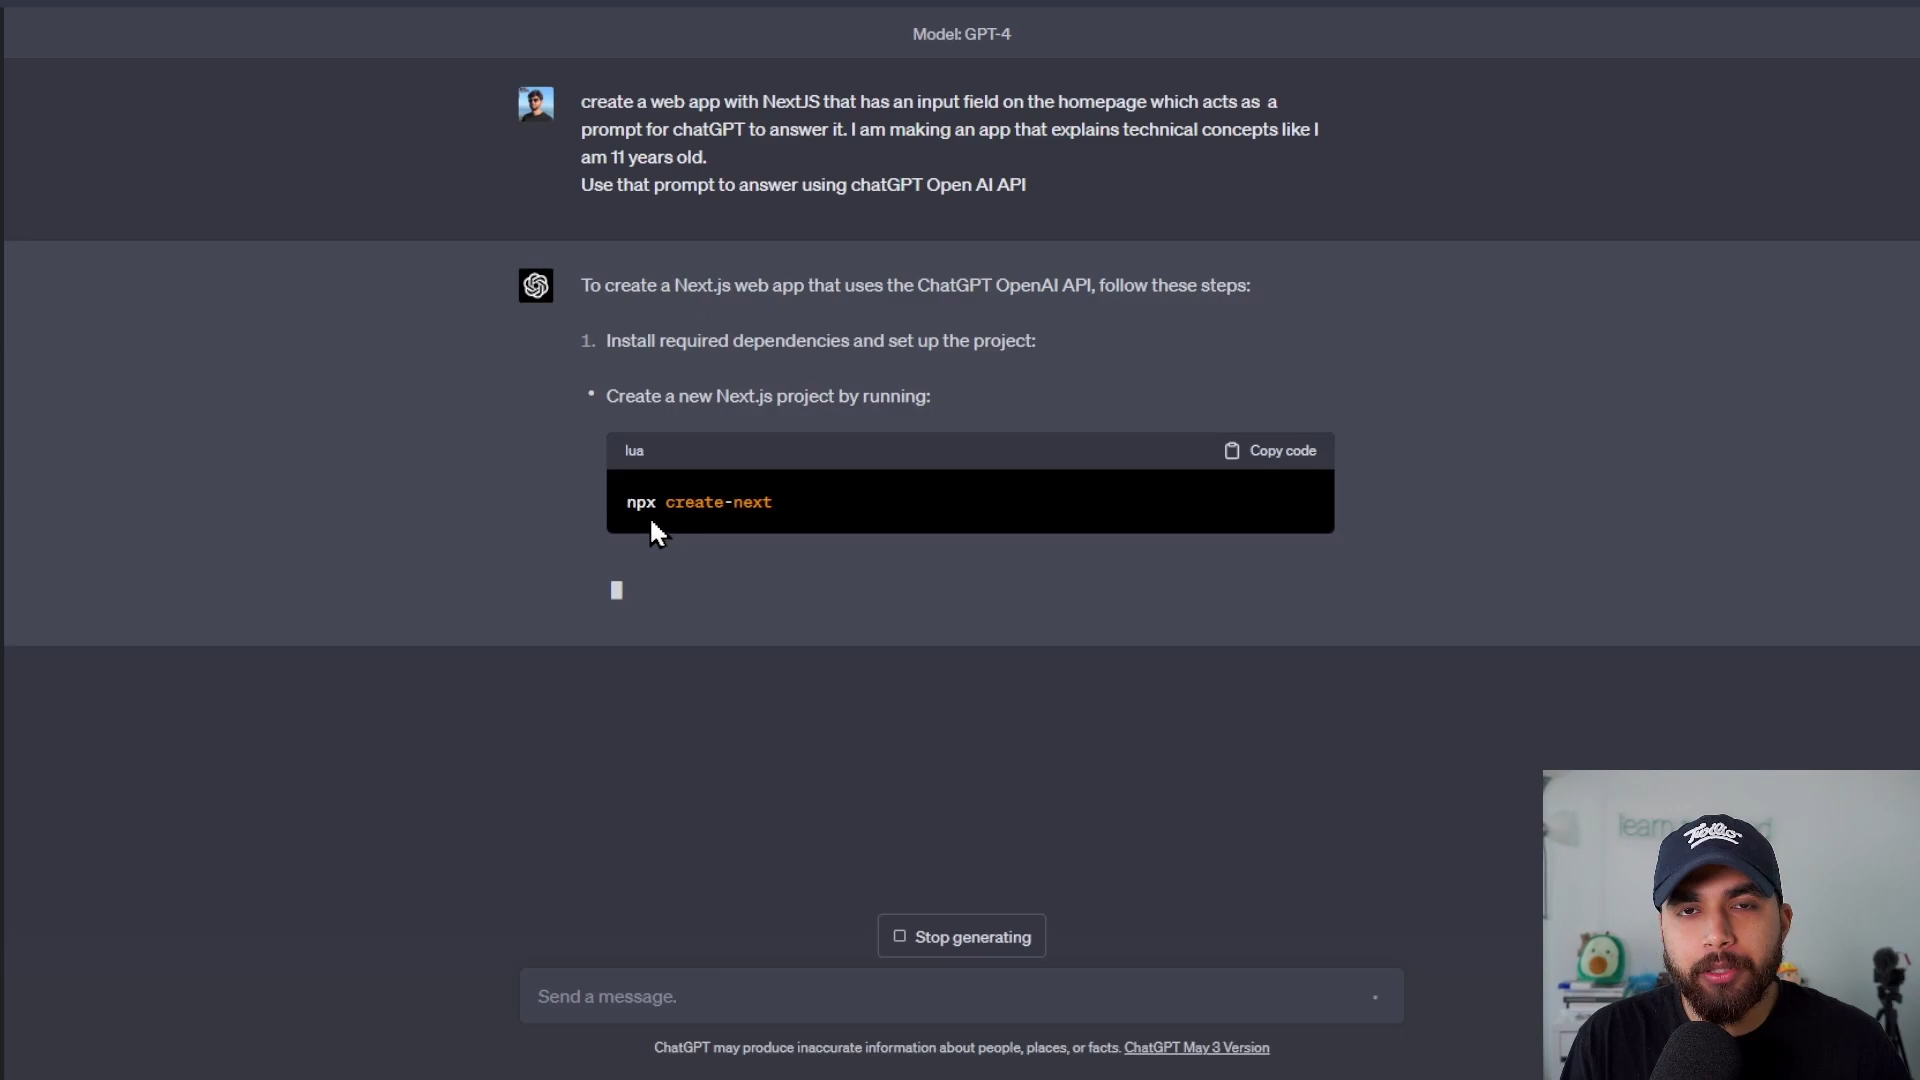 Model: GPT-4
create a web app with NextJS that has an input field on the homepage which acts as a
prompt for chatGPT to answer it. I am making an app that explains technical concepts like I
am 11 years old.
Use that prompt to answer using chatGPT Open AI API
To create a Next.js web app that uses the ChatGPT OpenAI API, follow these steps:
1. Install required dependencies and set up the project:
• Create a new Next.js project by running:
lua
Copy code
npx create-next
learn
Stop generating
Send a message.
ChatGPT may produce inaccurate information about people, places, or facts. ChatGPT May 3 Version